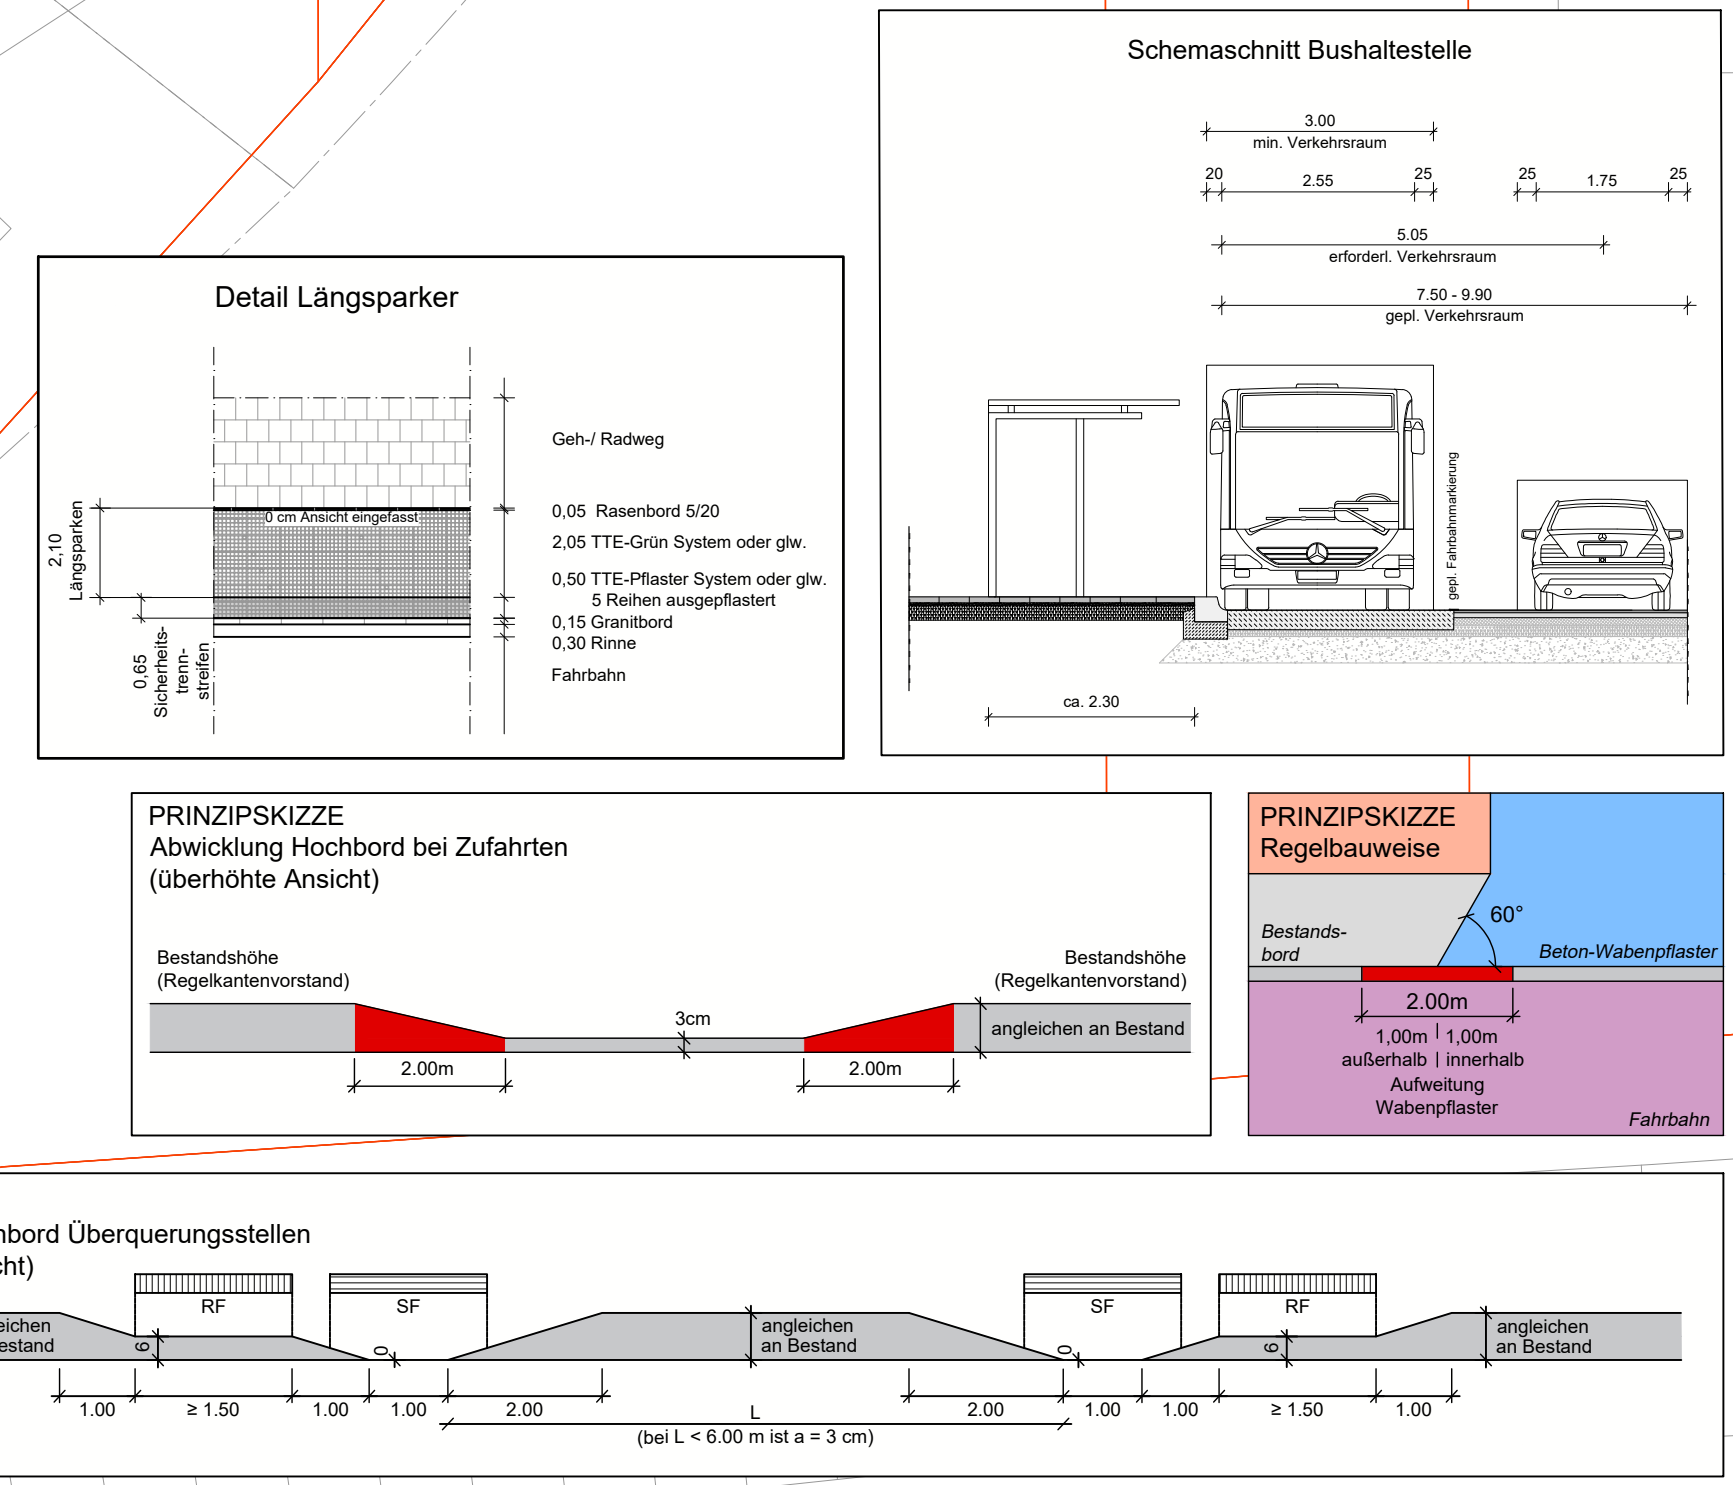 Schemaschnitt Bushaltestelle
3.00
min. Verkehrsraum
20 2.55 25 25 1.75 25
5.05
erforderl. Verkehrsraum
7.50 - 9.90
gepl. Verkehrsraum
gepl. Fahrbahnmarkierung
ca. 2.30
Detail Längsparker
Geh-/ Radweg
0 cm Ansicht eingefasst
0,05 Rasenbord 5/20
2,05 TTE-Grün System oder glw.
0,50 TTE-Pflaster System oder glw.
5 Reihen ausgepflastert
0,15 Granitbord
0,30 Rinne
Fahrbahn
2,10
Längsparken
0,65
Sicherheits-
trenn-
streifen
PRINZIPSKIZZE
Abwicklung Hochbord bei Zufahrten
(überhöhte Ansicht)
Bestandshöhe
(Regelkantenvorstand)
Bestandshöhe
(Regelkantenvorstand)
3cm
angleichen an Bestand
2.00m
2.00m
PRINZIPSKIZZE
Regelbauweise
60°
Bestands-
bord
Beton-Wabenpflaster
2.00m
1,00m | 1,00m
außerhalb | innerhalb
Aufweitung
Wabenpflaster
Fahrbahn
nbord Überquerungsstellen
cht)
RF SF SF RF
eichen
estand
6
0
angleichen
an Bestand
0
6
angleichen
an Bestand
1.00 ≥ 1.50 1.00 1.00 2.00 L 2.00 1.00 1.00 ≥ 1.50 1.00
(bei L < 6.00 m ist a = 3 cm)